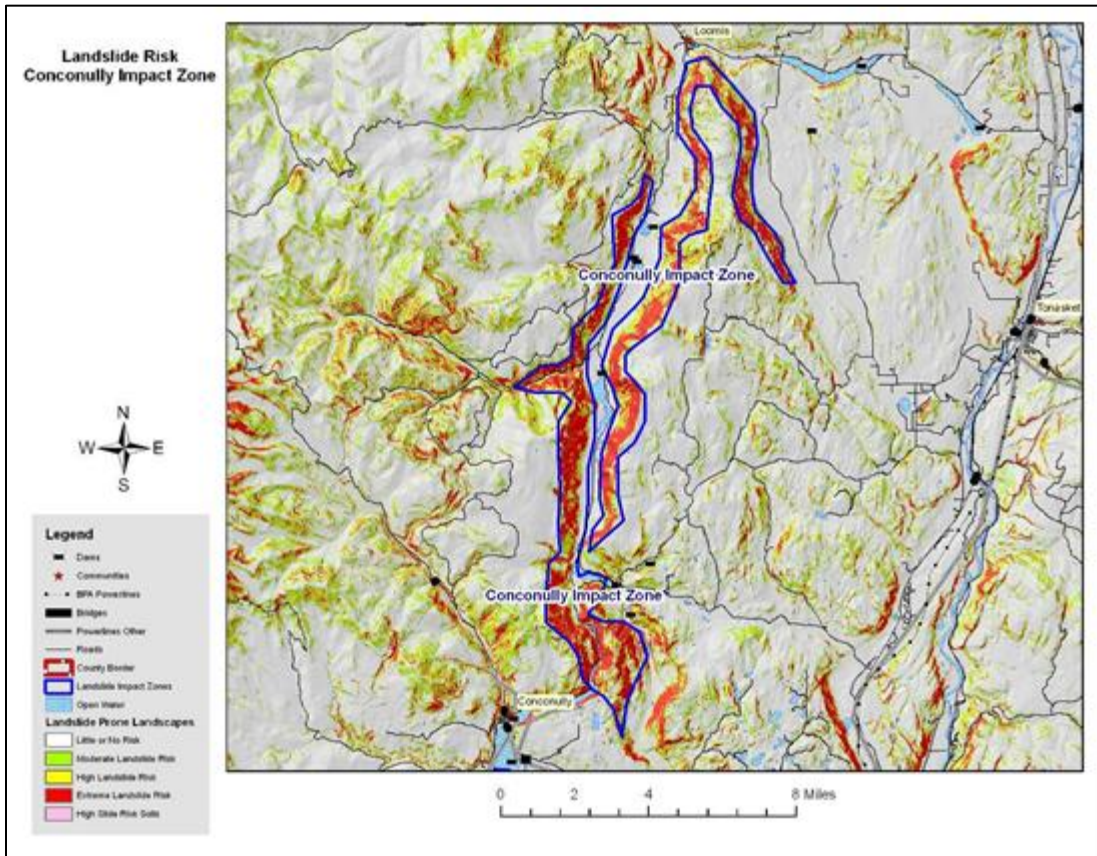 Landslide Risk
Conconully Impact Zone
Loomis
Conconully Impact Zone
Tonasket
Conconully Impact Zone
Conconully
N
W E
S
Legend
Dams
Communities
BPA Powerlines
Bridges
Powerlines Other
Roads
County Border
Landslide Impact Zones
Open Water
Landslide Prone Landscapes
Little or No Risk
Moderate Landslide Risk
High Landslide Risk
Extreme Landslide Risk
High Slide Risk Soils
0 2 4 8 Miles